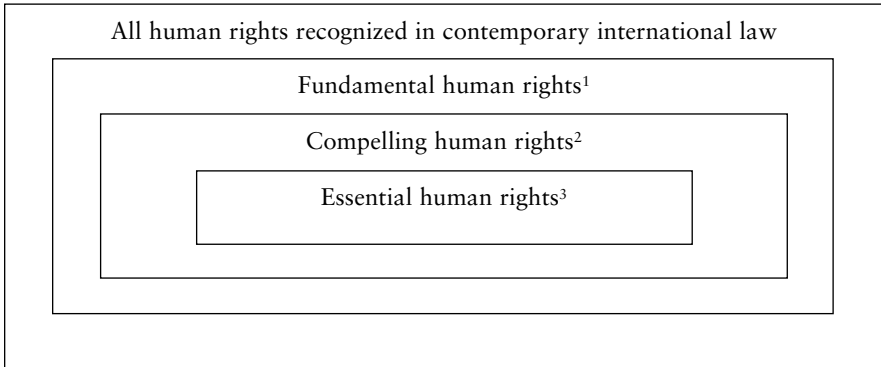 All human rights recognized in contemporary international law
Fundamental human rights¹
Compelling human rights²
Essential human rights³